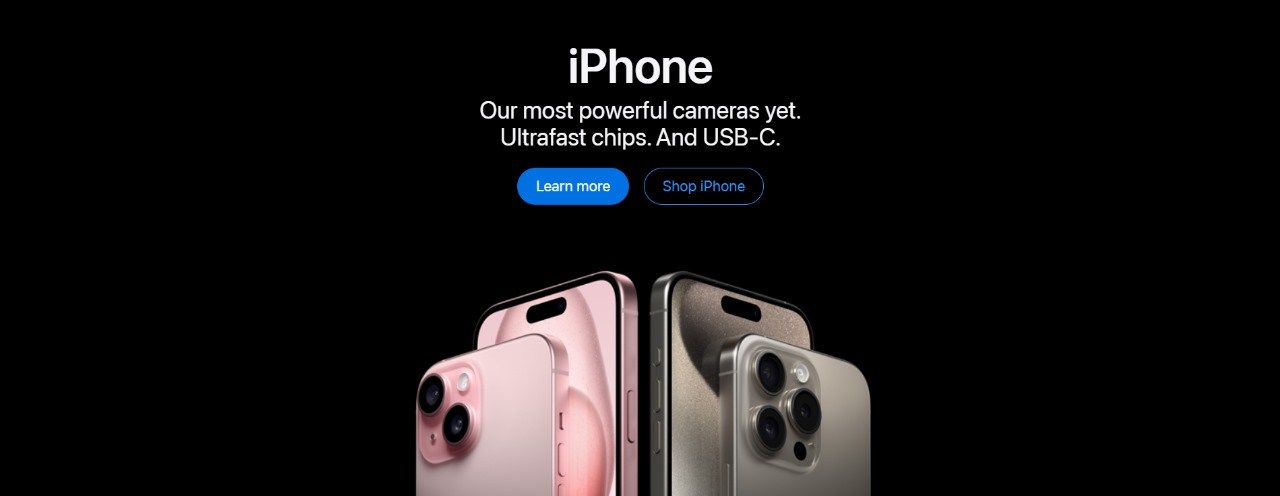 iPhone
Our most powerful cameras yet.
Ultrafast chips. And USB-C.
Learn more
Shop iPhone